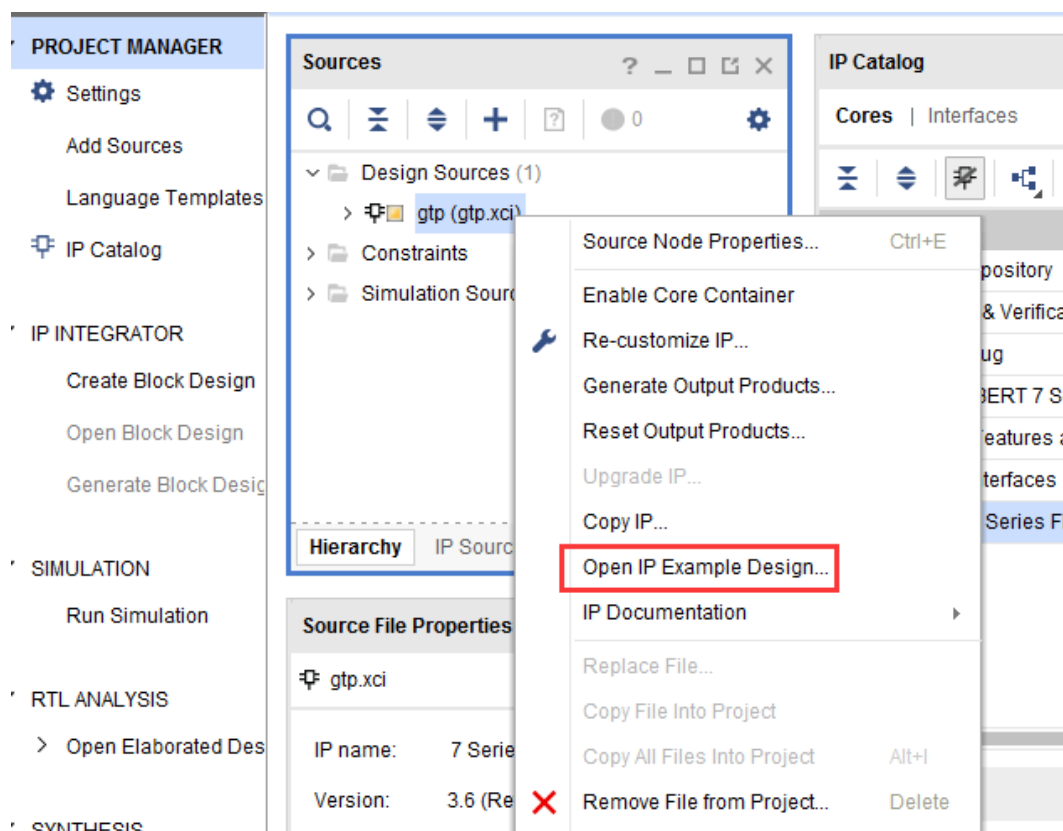 PROJECT MANAGER
Settings
Add Sources
Language Templates
IP Catalog
IP INTEGRATOR
Create Block Design
Open Block Design
Generate Block Desig
SIMULATION
Run Simulation
RTL ANALYSIS
Open Elaborated Des
SYNTHESIS
Sources
? _
0
Design Sources (1)
gtp (gtp.xci)
Constraints
Simulation Sourc
Hierarchy IP Sourc
Source File Properties
gtp.xci
IP name: 7 Serie
Version: 3.6 (Re
Source Node Properties... Ctrl+E
Enable Core Container
Re-customize IP...
Generate Output Products...
Reset Output Products...
Upgrade IP...
Copy IP...
Open IP Example Design...
IP Documentation
Replace File...
Copy File Into Project
Copy All Files Into Project Alt+I
Remove File from Project... Delete
IP Catalog
Cores | Interfaces
pository
& Verifica
ug
BERT 7 S
eatures
terfaces
Series F